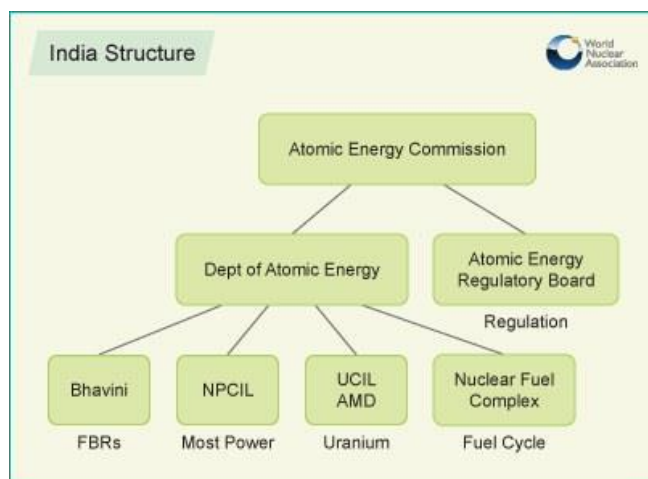 India Structure
World
Nuclear
Association
Atomic Energy Commission
Dept of Atomic Energy
Atomic Energy
Regulatory Board
Regulation
Bhavini
NPCIL
UCIL
AMD
Nuclear Fuel
Complex
FBRs
Most Power
Uranium
Fuel Cycle